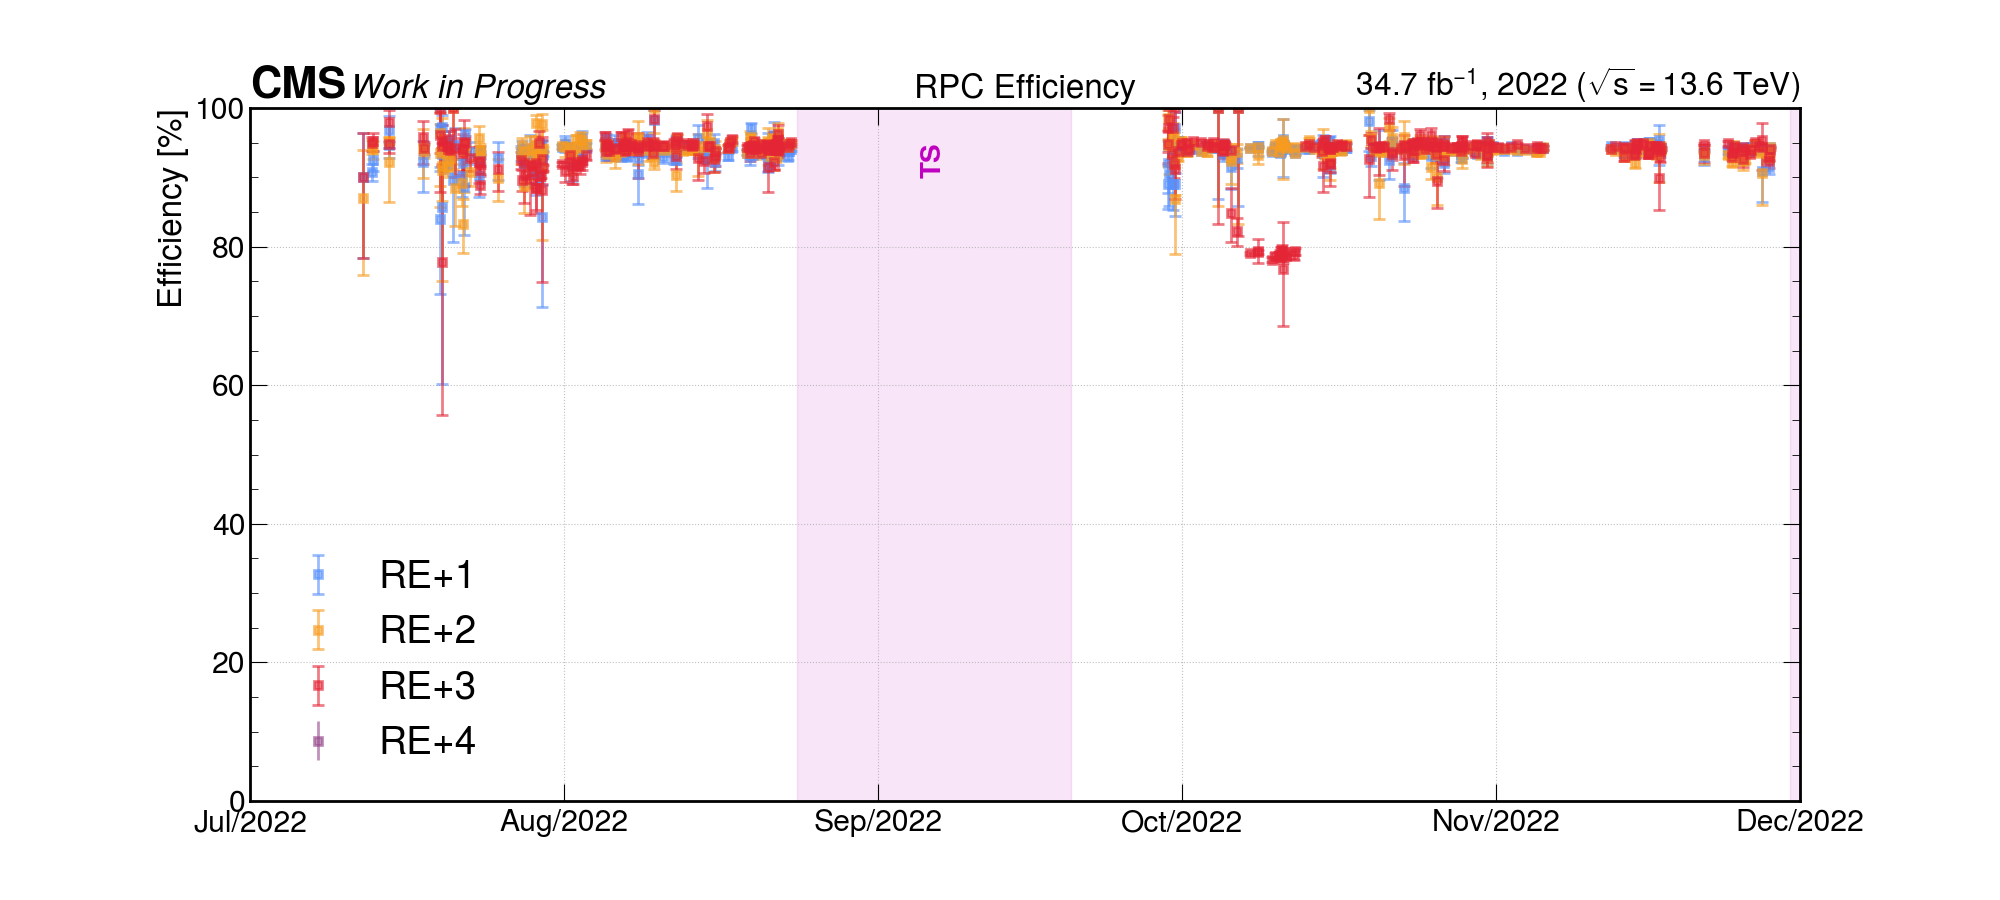 CMS Work in Progress RPC Efficiency 34.7 fb⁻¹, 2022 (√s = 13.6 TeV)
Efficiency [%]
100
80
60
40
20
0
TS
RE+1
RE+2
RE+3
RE+4
Jul/2022 Aug/2022 Sep/2022 Oct/2022 Nov/2022 Dec/2022